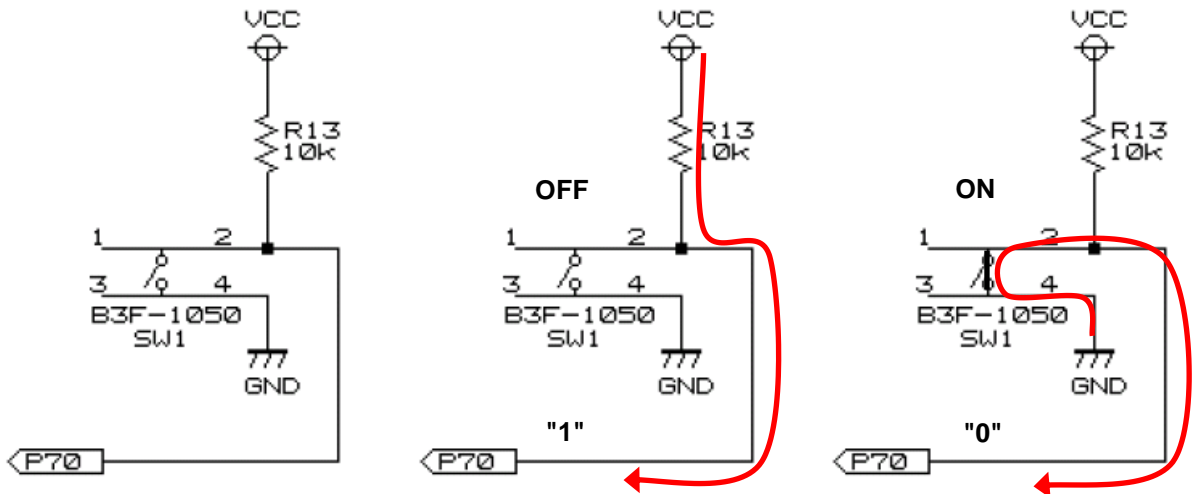 VCC
R13
10k
1 2
3 4
B3F-1050
SW1
GND
P70
VCC
R13
10k
OFF
1 2
3 4
B3F-1050
SW1
GND
"1"
P70
VCC
R13
10k
ON
1 2
3 4
B3F-1050
SW1
GND
"0"
P70